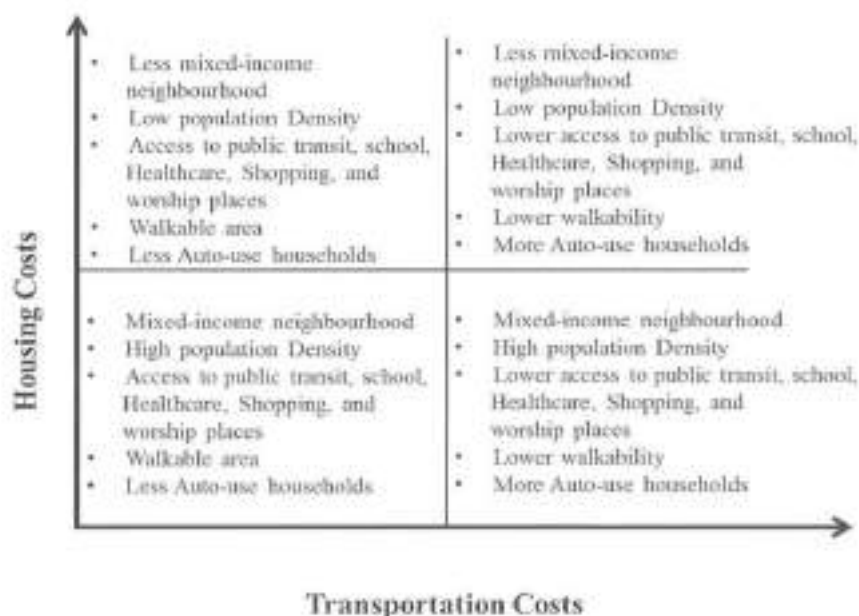 Less mixed-income
neighbourhood
Low population Density
Access to public transit, school,
Healthcare, Shopping, and
worship places
Walkable area
Less Auto-use households
Less mixed-income
neighbourhood
Low population Density
Lower access to public transit, school,
Healthcare, Shopping, and
worship places
Lower walkability
More Auto-use households
Housing Costs
Mixed-income neighbourhood
High population Density
Access to public transit, school,
Healthcare, Shopping, and
worship places
Walkable area
Less Auto-use households
Mixed-income neighbourhood
High population Density
Lower access to public transit, school,
Healthcare, Shopping, and
worship places
Lower walkability
More Auto-use households
Transportation Costs